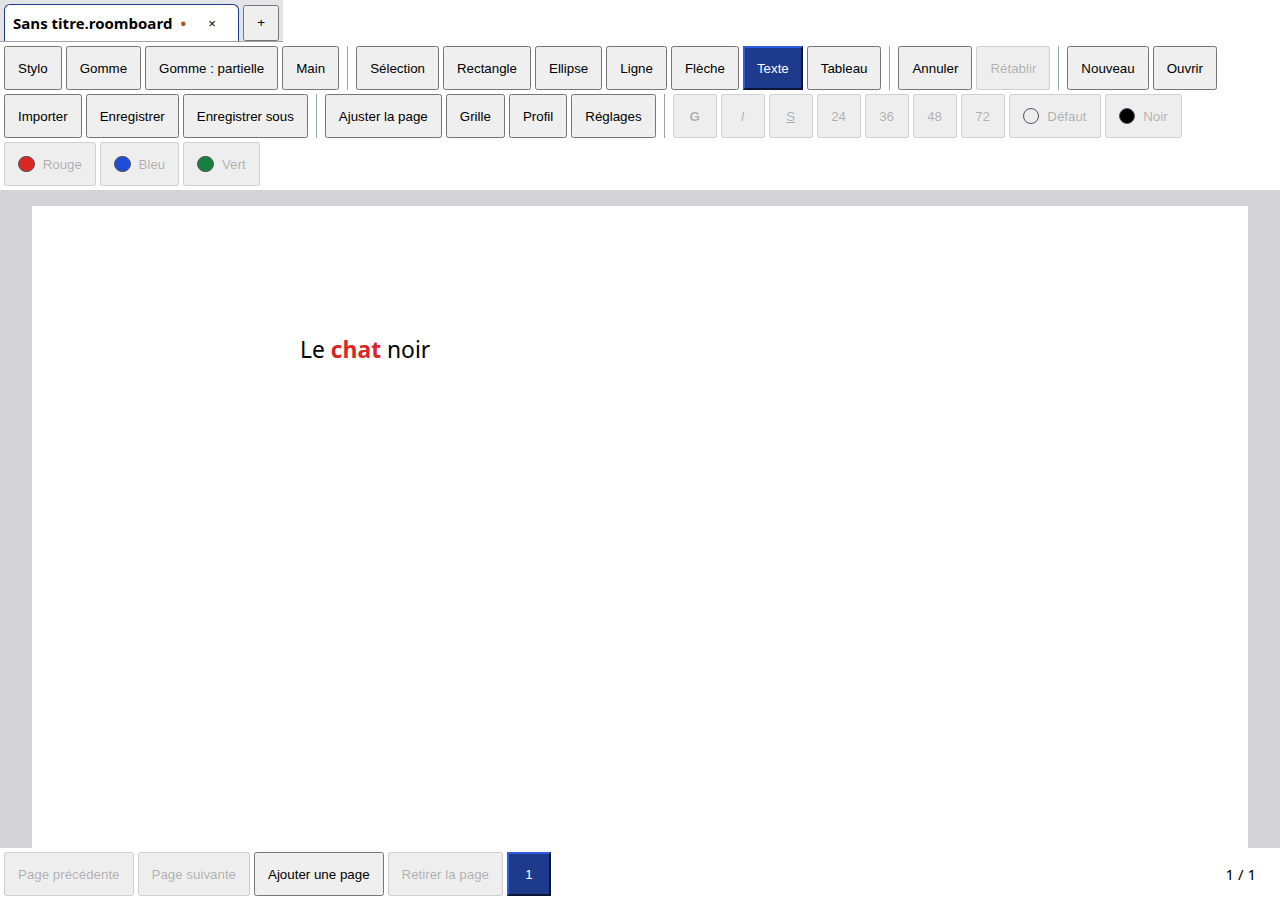 Sans titre.roomboard • × +
Stylo Gomme Gomme : partielle Main Sélection Rectangle Ellipse Ligne Flèche Texte Tableau Annuler Rétablir Nouveau Ouvrir
Importer Enregistrer Enregistrer sous Ajuster la page Grille Profil Réglages G I S 24 36 48 72 Défaut Noir
Rouge Bleu Vert
Le chat noir
Page précédente Page suivante Ajouter une page Retirer la page 1 1 / 1